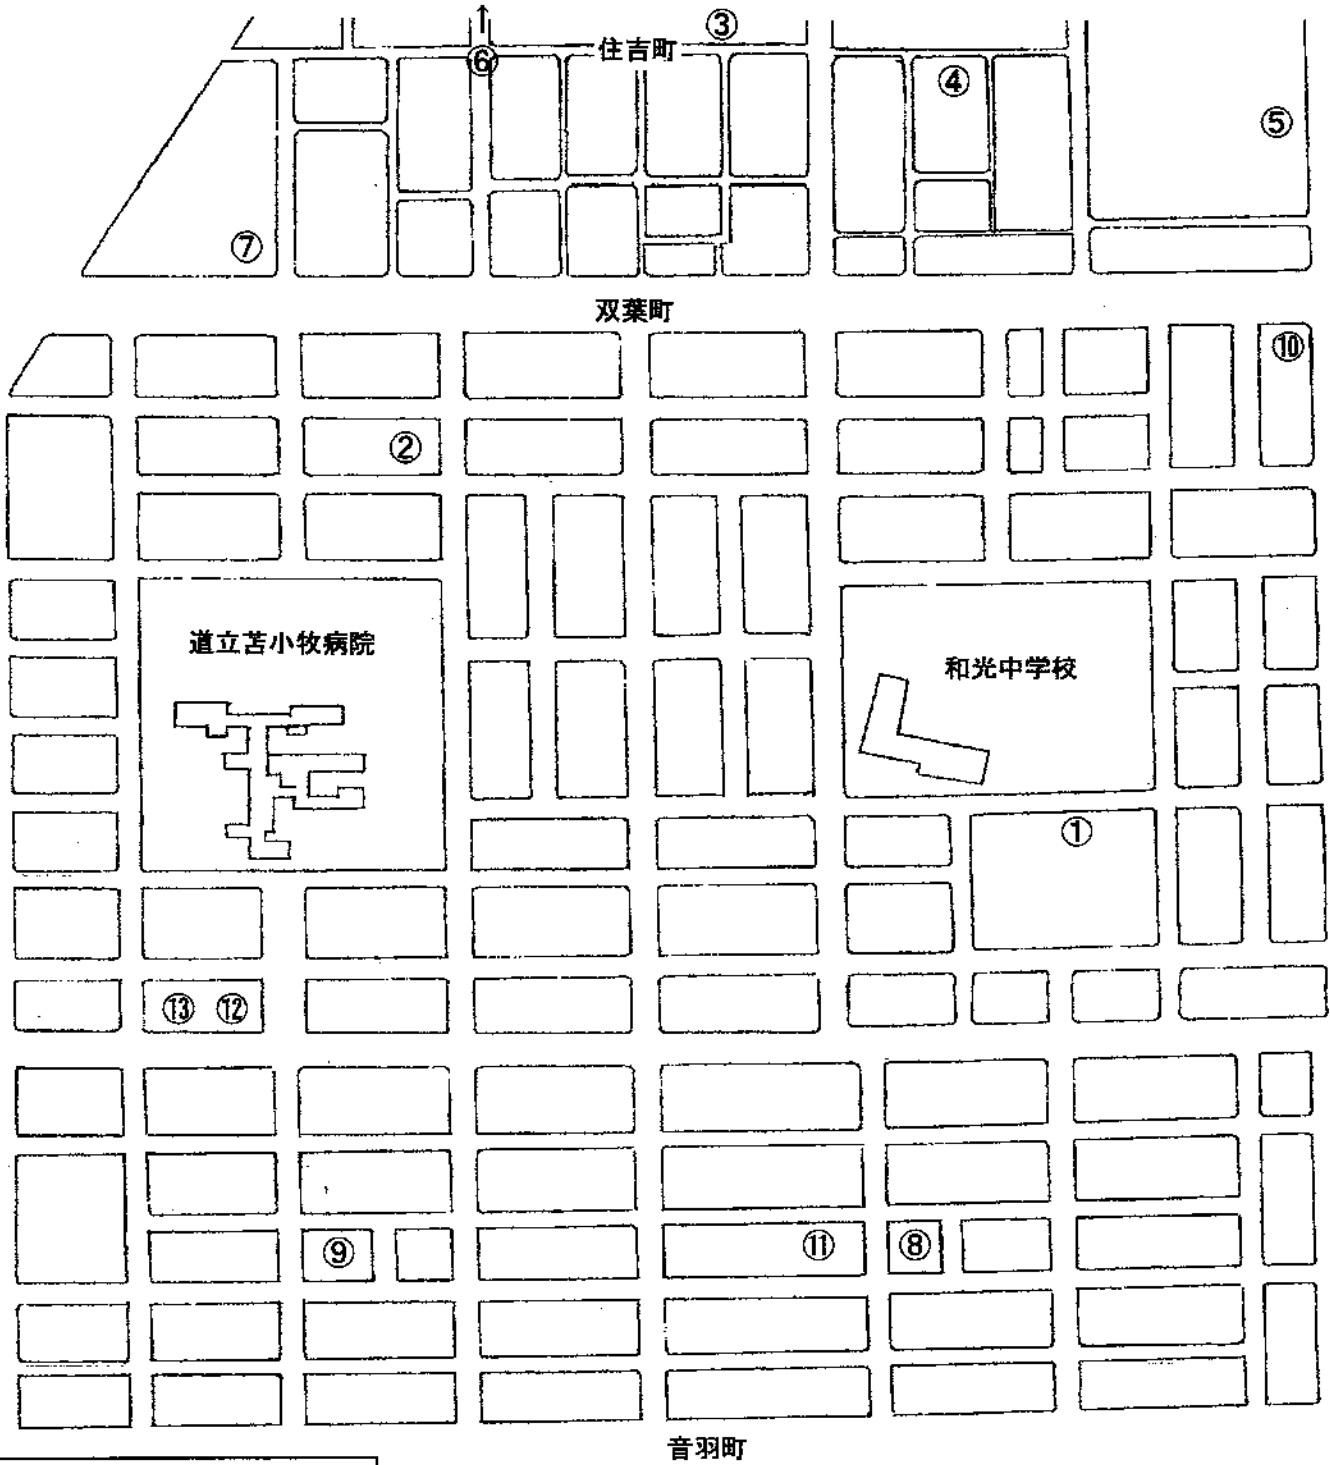 ↑
③
住吉町
⑥
④
⑤
⑦
双葉町
⑩
②
道立苫小牧病院
和光中学校
①
⑬ ⑫
⑨
⑪
⑧
音羽町